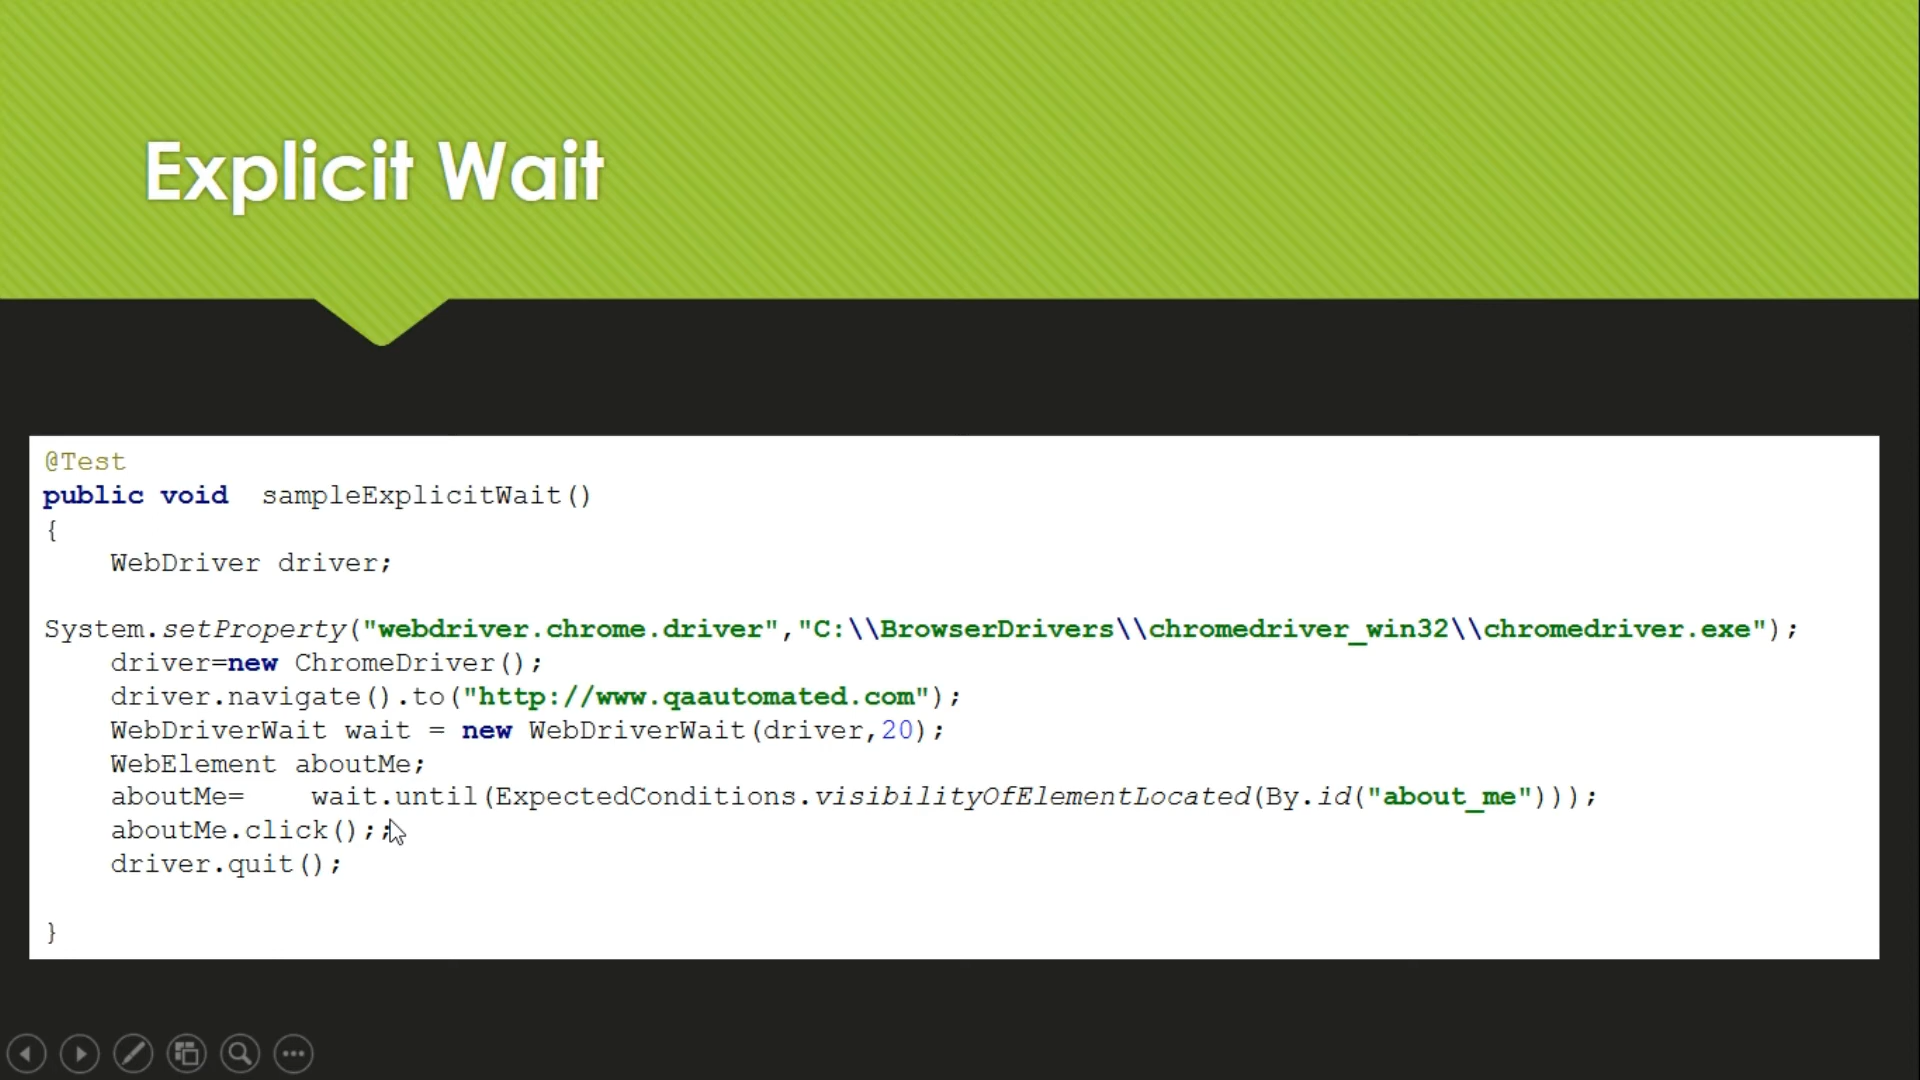 Explicit Wait
@Test
public void  sampleExplicitWait()
{
    WebDriver driver;
System.setProperty("webdriver.chrome.driver","C:\\BrowserDrivers\\chromedriver_win32\\chromedriver.exe");
    driver=new ChromeDriver();
    driver.navigate().to("http://www.qaautomated.com");
    WebDriverWait wait = new WebDriverWait(driver,20);
    WebElement aboutMe;
    aboutMe=    wait.until(ExpectedConditions.visibilityOfElementLocated(By.id("about_me")));
    aboutMe.click();;
    driver.quit();
}